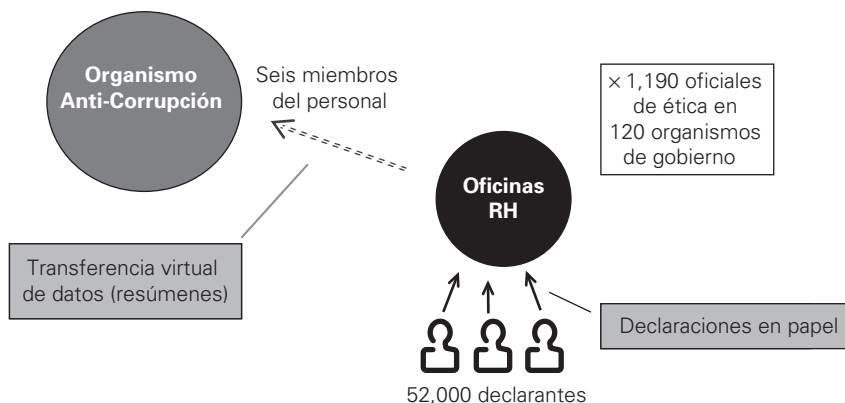 Organismo
Anti-Corrupción
Seis miembros
del personal
× 1,190 oficiales
de ética en
120 organismos
de gobierno
Oficinas
RH
Transferencia virtual
de datos (resúmenes)
Declaraciones en papel
52,000 declarantes